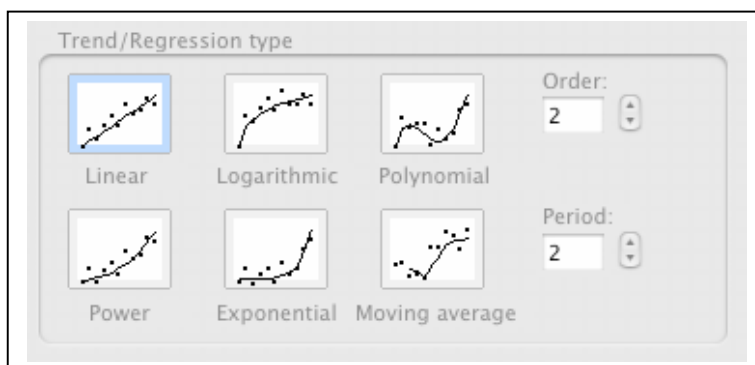 Trend/Regression type
Order:
2
Linear Logarithmic Polynomial
Period:
2
Power Exponential Moving average